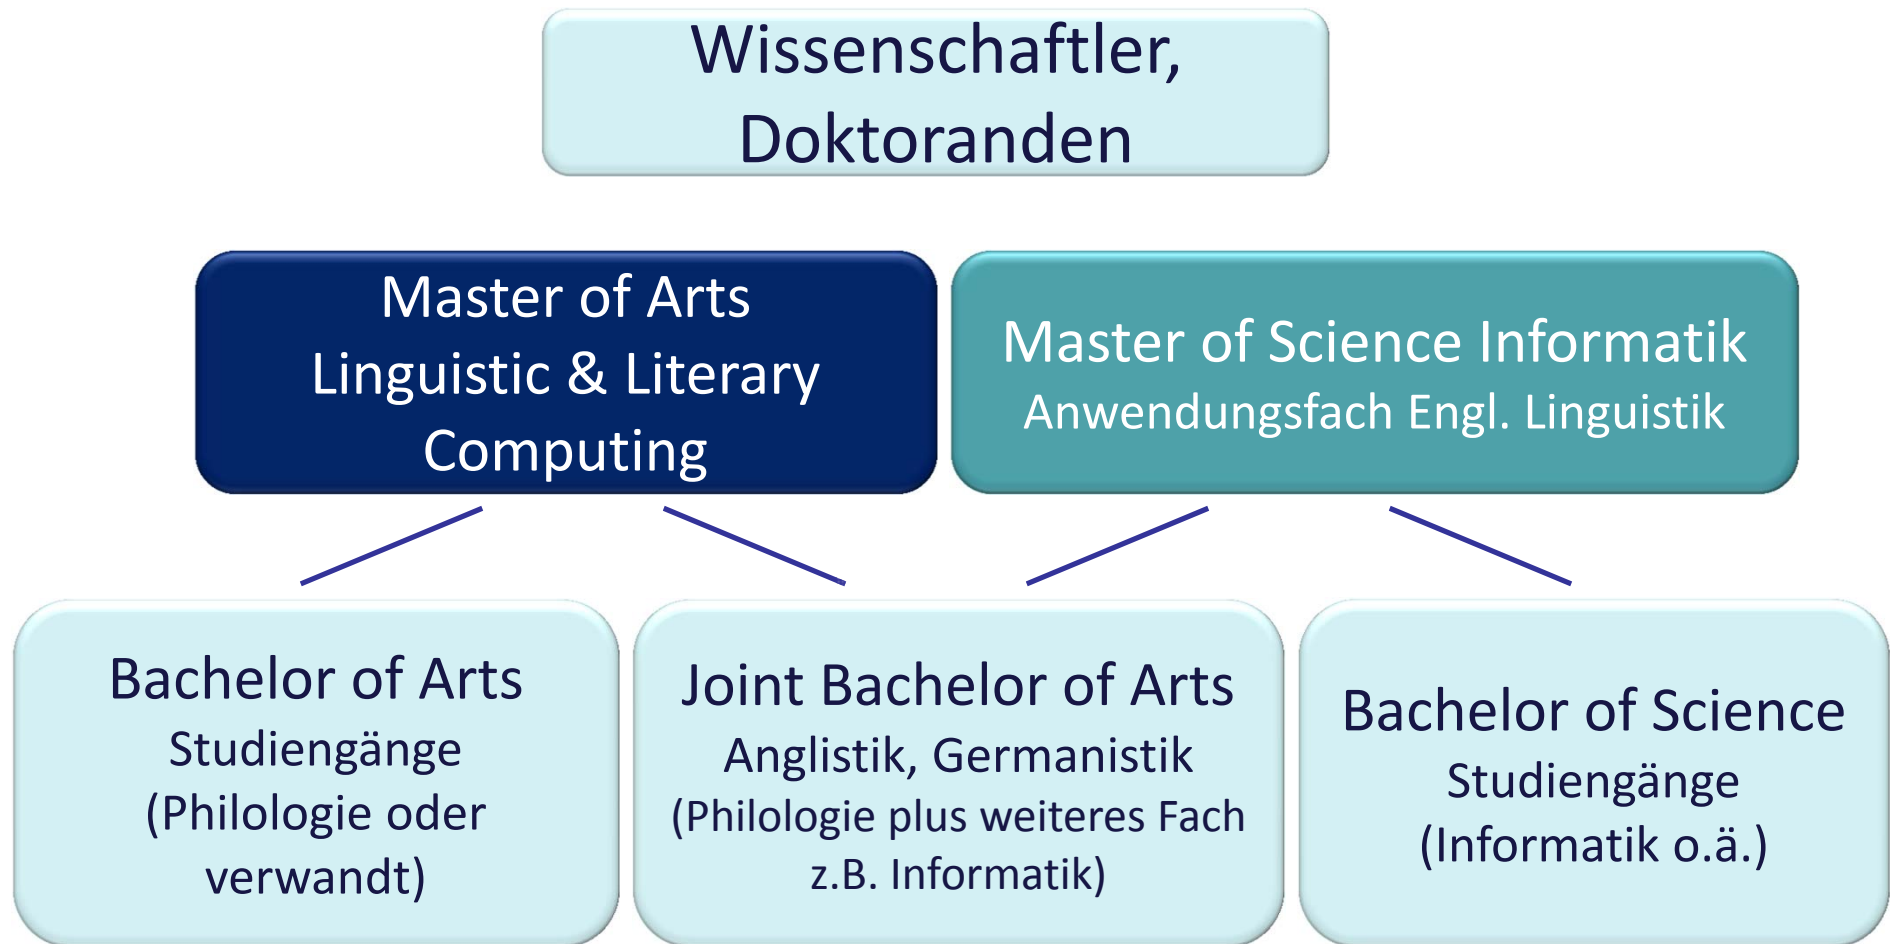 Wissenschaftler,
Doktoranden
Master of Arts
Linguistic & Literary
Computing
Master of Science Informatik
Anwendungsfach Engl. Linguistik
Bachelor of Arts
Studiengänge
(Philologie oder
verwandt)
Joint Bachelor of Arts
Anglistik, Germanistik
(Philologie plus weiteres Fach
z.B. Informatik)
Bachelor of Science
Studiengänge
(Informatik o.ä.)